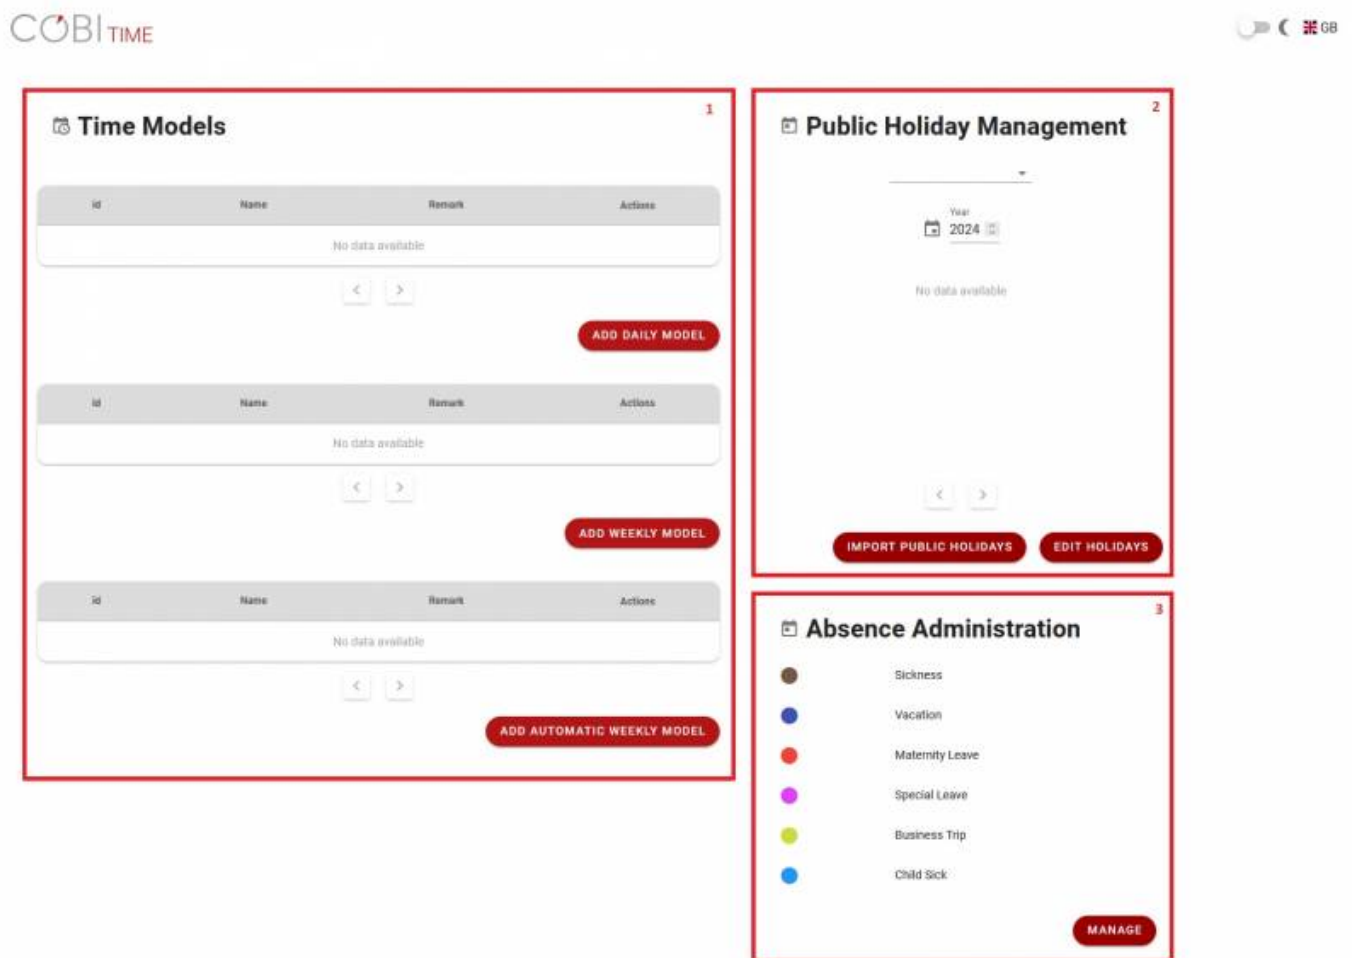 COBI TIME
GB
1
Time Models
id Name Remark Actions
No data available
< >
ADD DAILY MODEL
id Name Remark Actions
No data available
< >
ADD WEEKLY MODEL
id Name Remark Actions
No data available
< >
ADD AUTOMATIC WEEKLY MODEL
2
Public Holiday Management
Year
2024
No data available
< >
IMPORT PUBLIC HOLIDAYS EDIT HOLIDAYS
3
Absence Administration
Sickness
Vacation
Maternity Leave
Special Leave
Business Trip
Child Sick
MANAGE